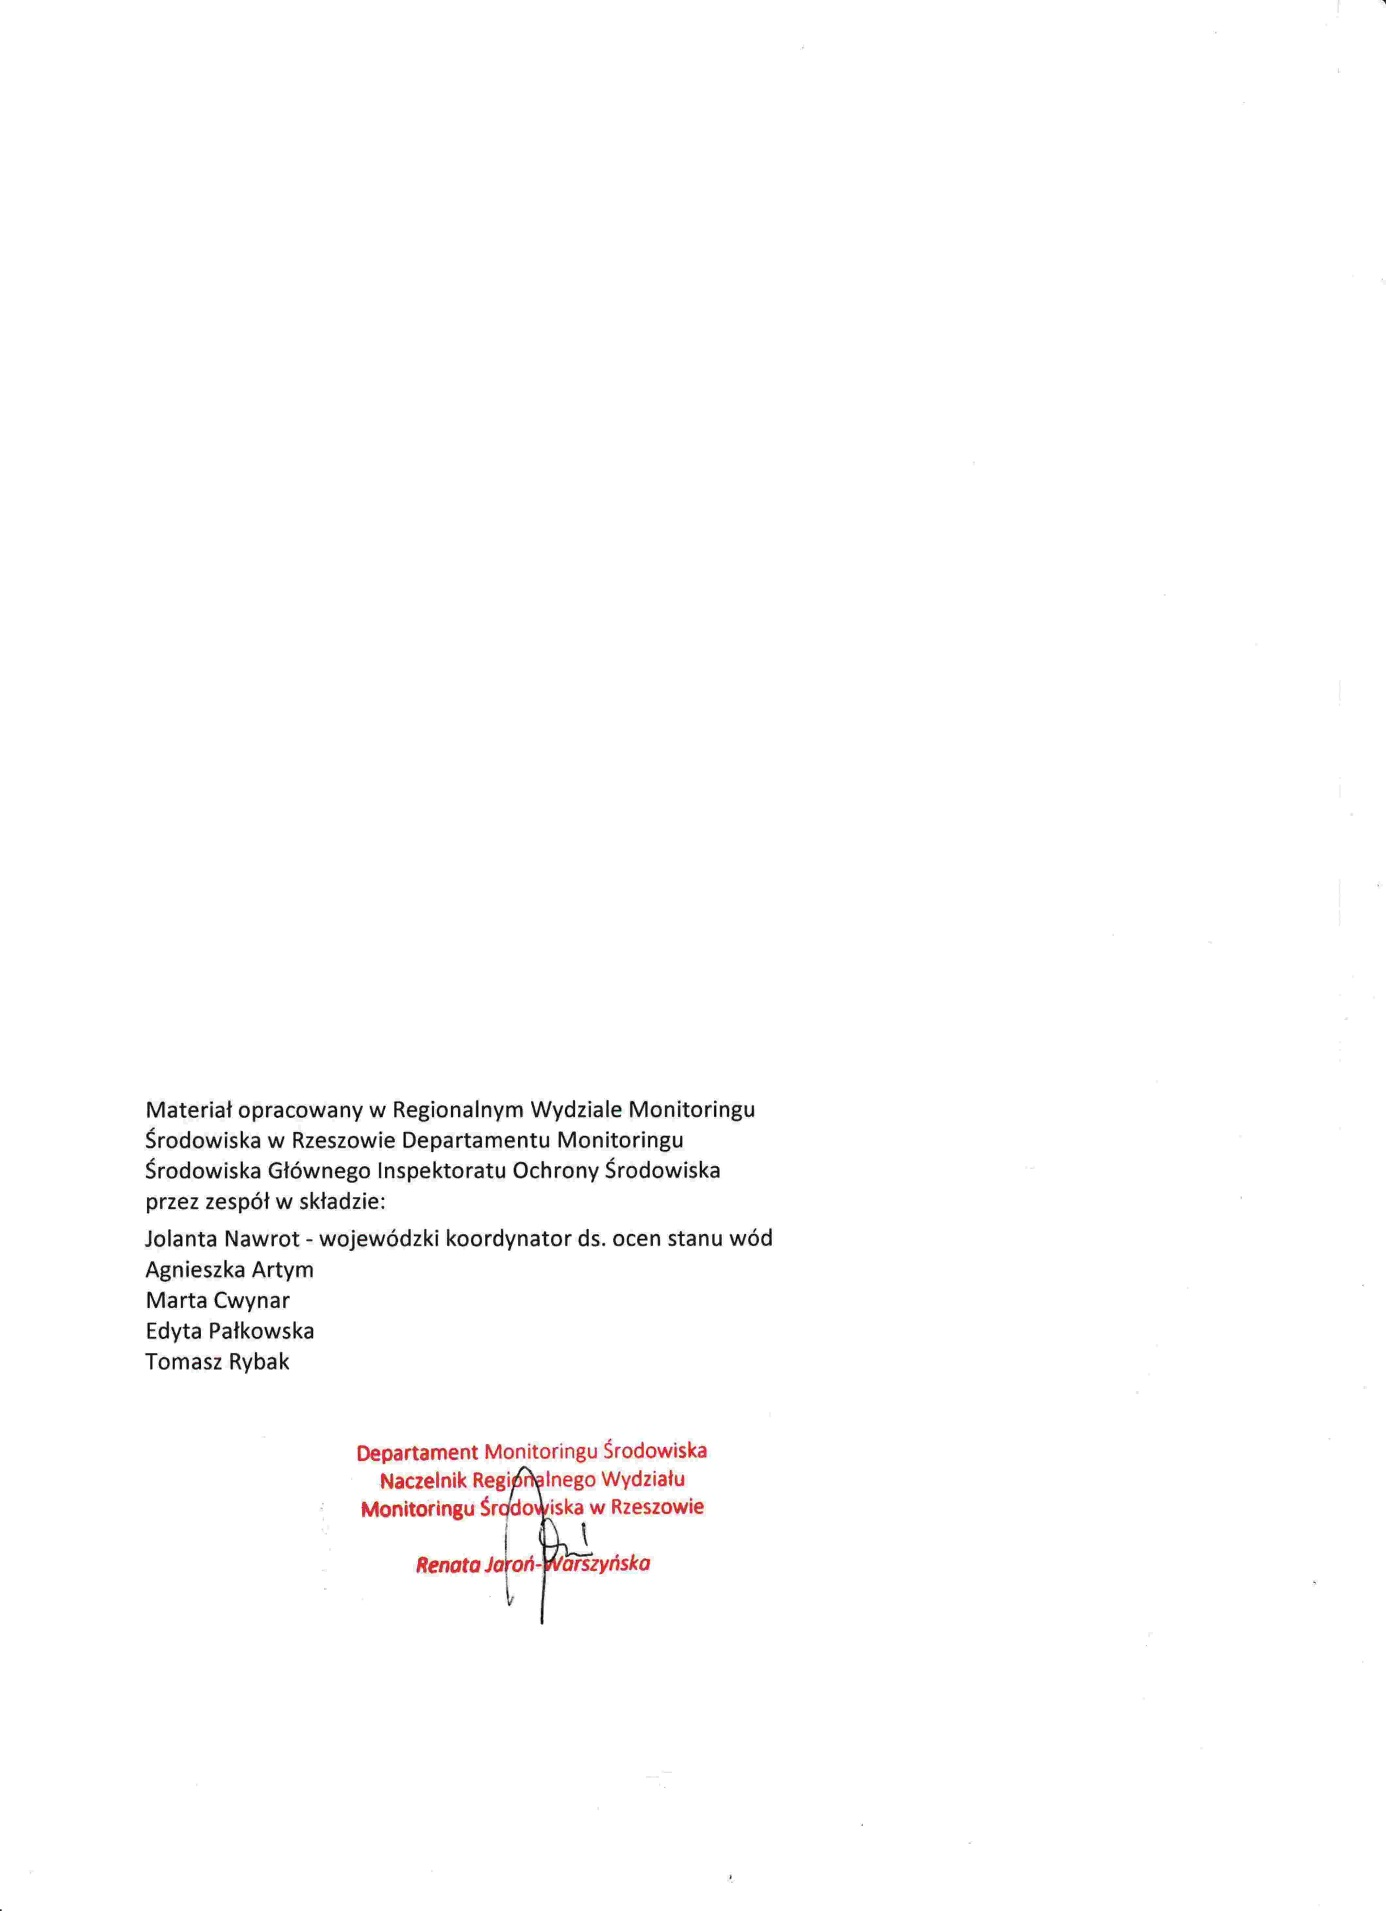 Materiał opracowany w Regionalnym Wydziale Monitoringu
Środowiska w Rzeszowie Departamentu Monitoringu
Środowiska Głównego Inspektoratu Ochrony Środowiska
przez zespół w składzie:
Jolanta Nawrot - wojewódzki koordynator ds. ocen stanu wód
Agnieszka Artym
Marta Cwynar
Edyta Pałkowska
Tomasz Rybak
Departament Monitoringu Środowiska
Naczelnik Regionalnego Wydziału
Monitoringu Środowiska w Rzeszowie
Renata Jaroń-Warszyńska